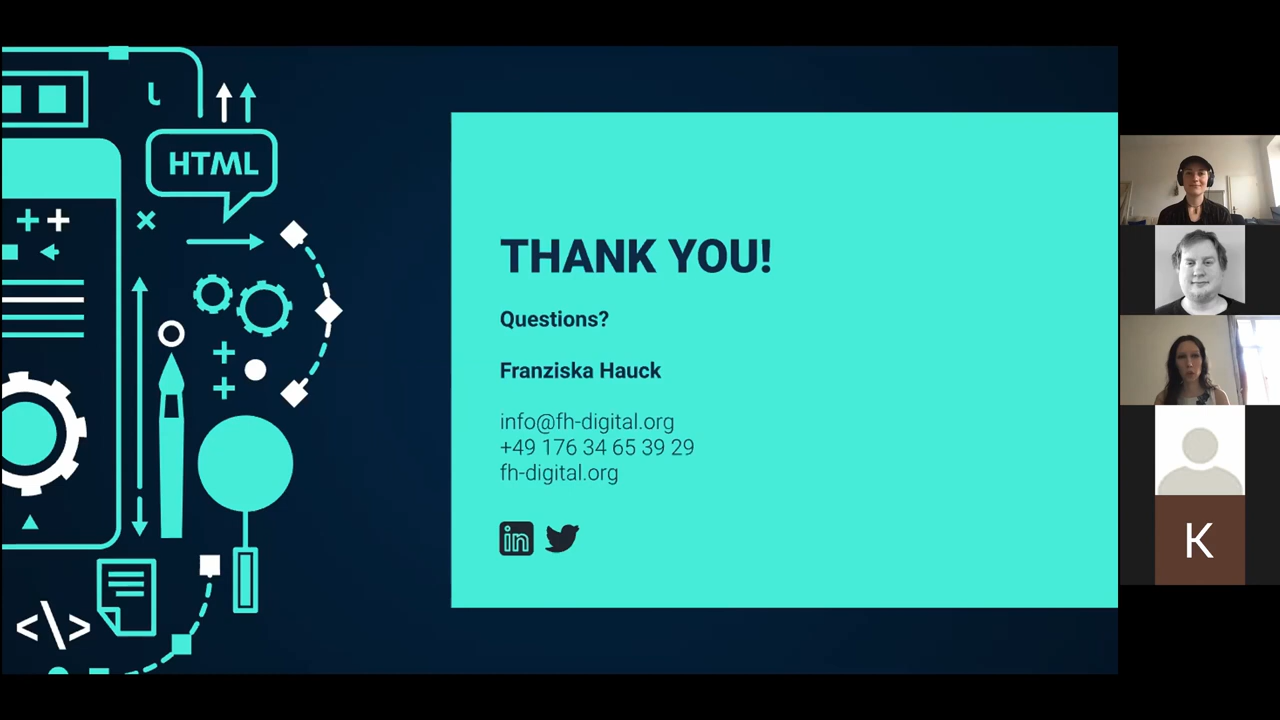 HTML
THANK YOU!
Questions?
Franziska Hauck
info@fh-digital.org
+49 176 34 65 39 29
fh-digital.org
in
</>
K